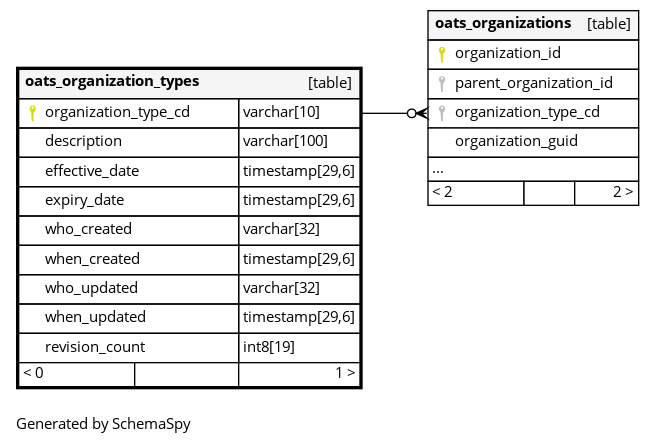 oats_organizations [table]
organization_id
parent_organization_id
organization_type_cd
organization_guid
...
< 2 2 >
oats_organization_types [table]
organization_type_cd varchar[10]
description varchar[100]
effective_date timestamp[29,6]
expiry_date timestamp[29,6]
who_created varchar[32]
when_created timestamp[29,6]
who_updated varchar[32]
when_updated timestamp[29,6]
revision_count int8[19]
< 0 1 >
Generated by SchemaSpy